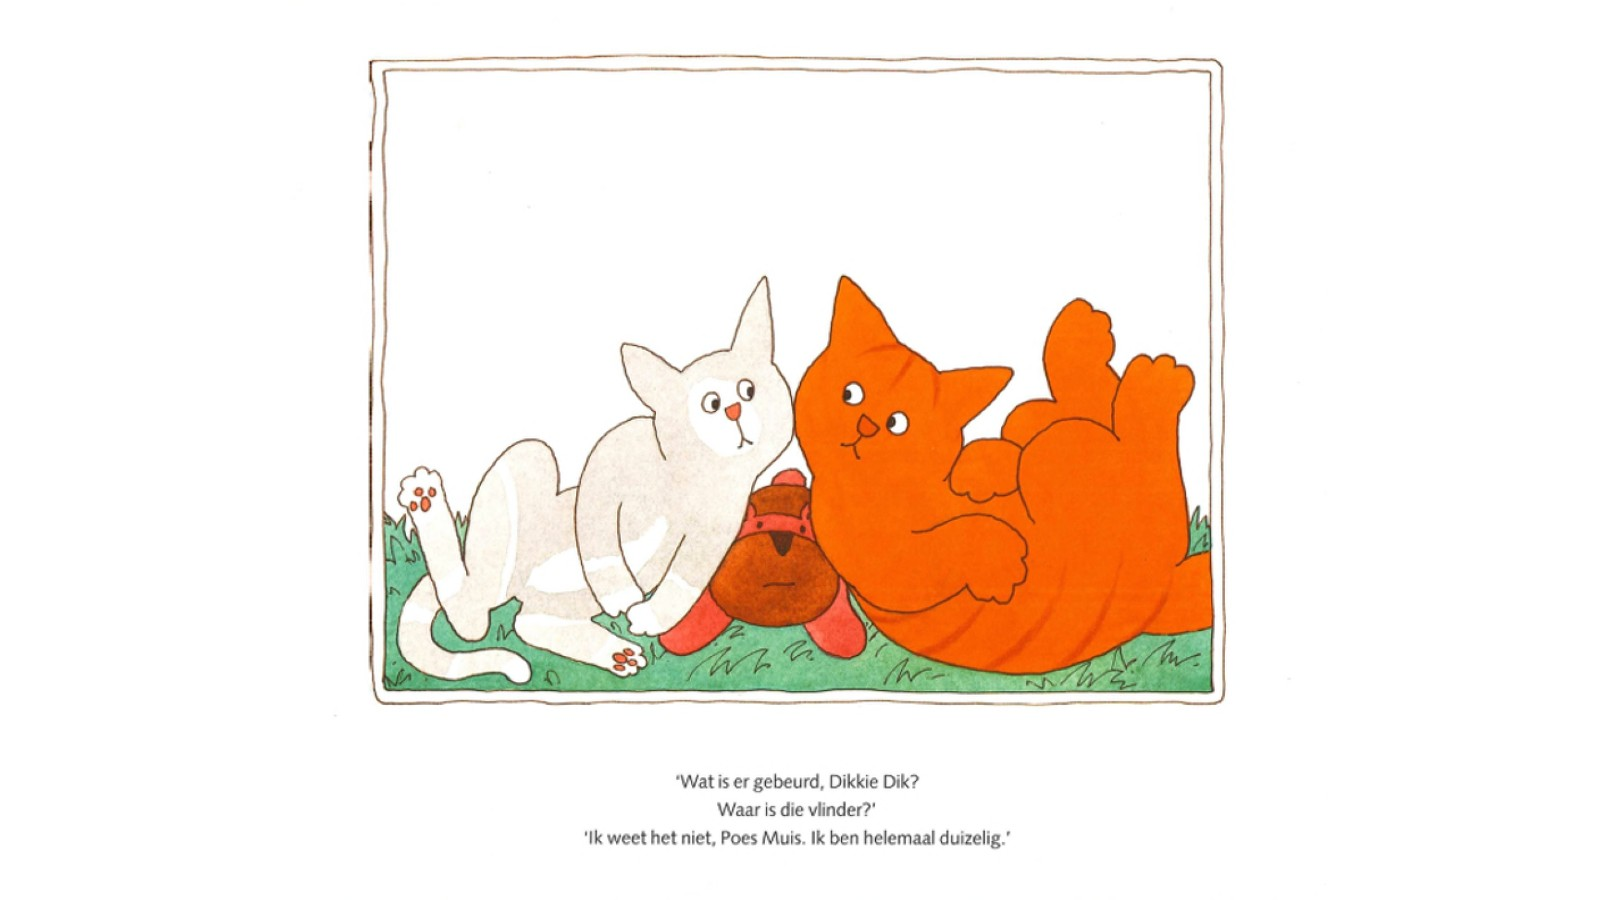 ‘Wat is er gebeurd, Dikkie Dik?
Waar is die vlinder?’
‘Ik weet het niet, Poes Muis. Ik ben helemaal duizelig.’